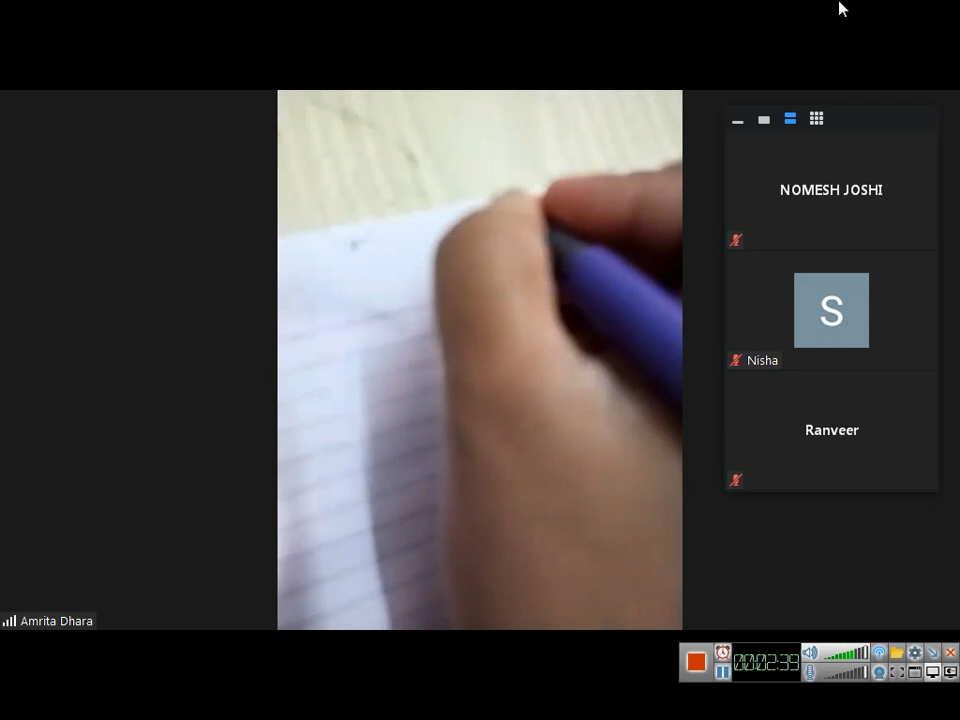 NOMESH JOSHI
S
Nisha
Ranveer
Amrita Dhara
00:02:39